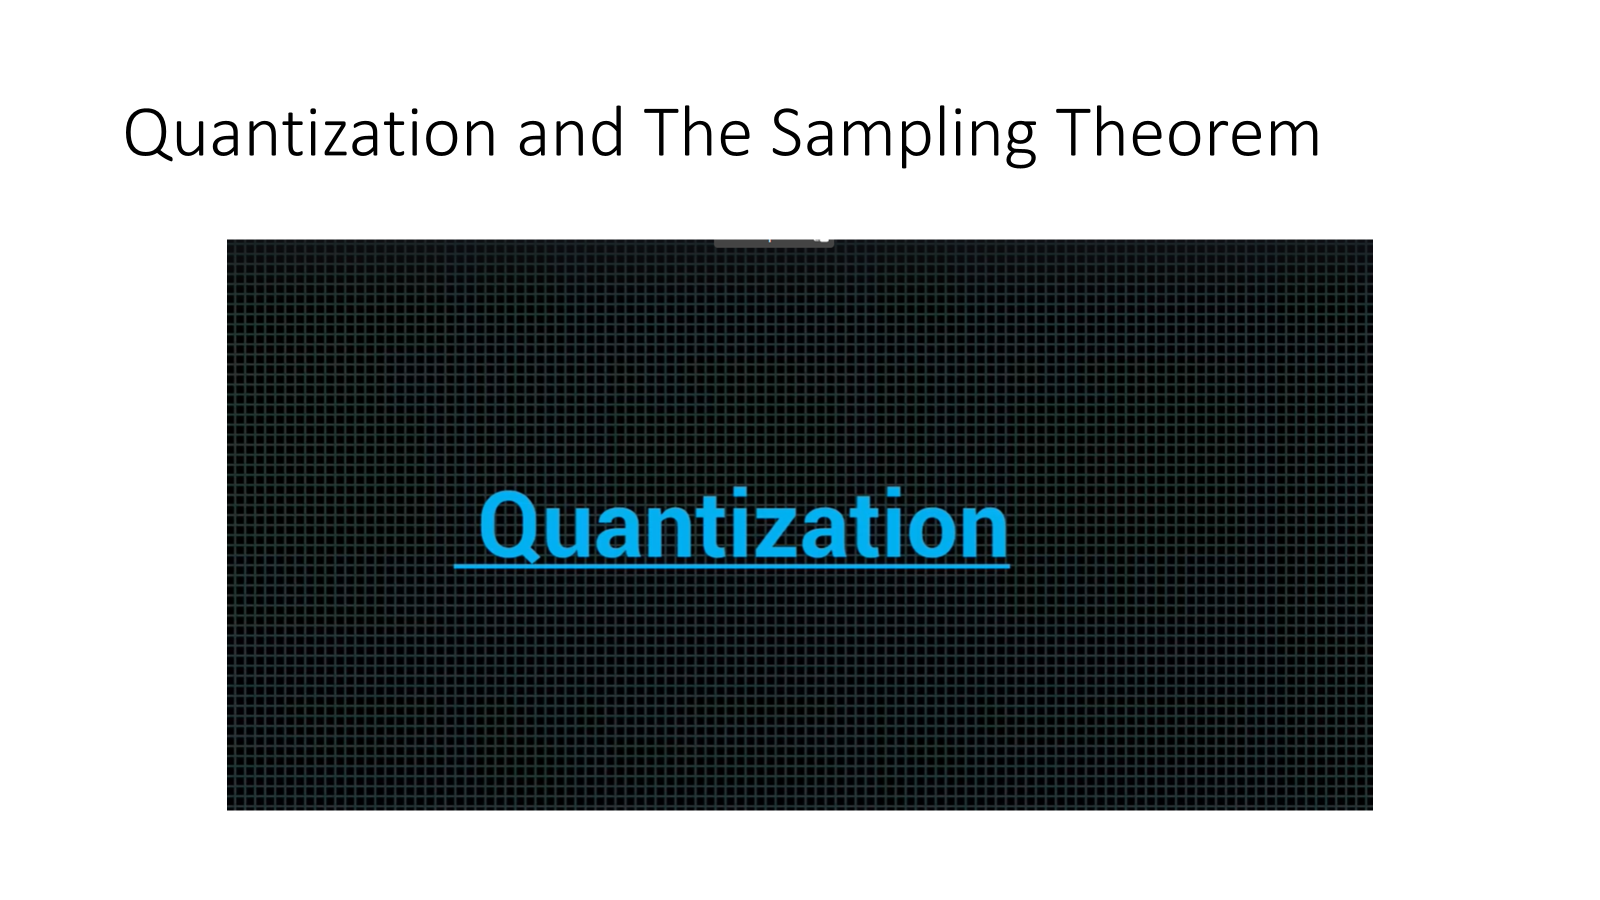 Quantization and The Sampling Theorem
Quantization